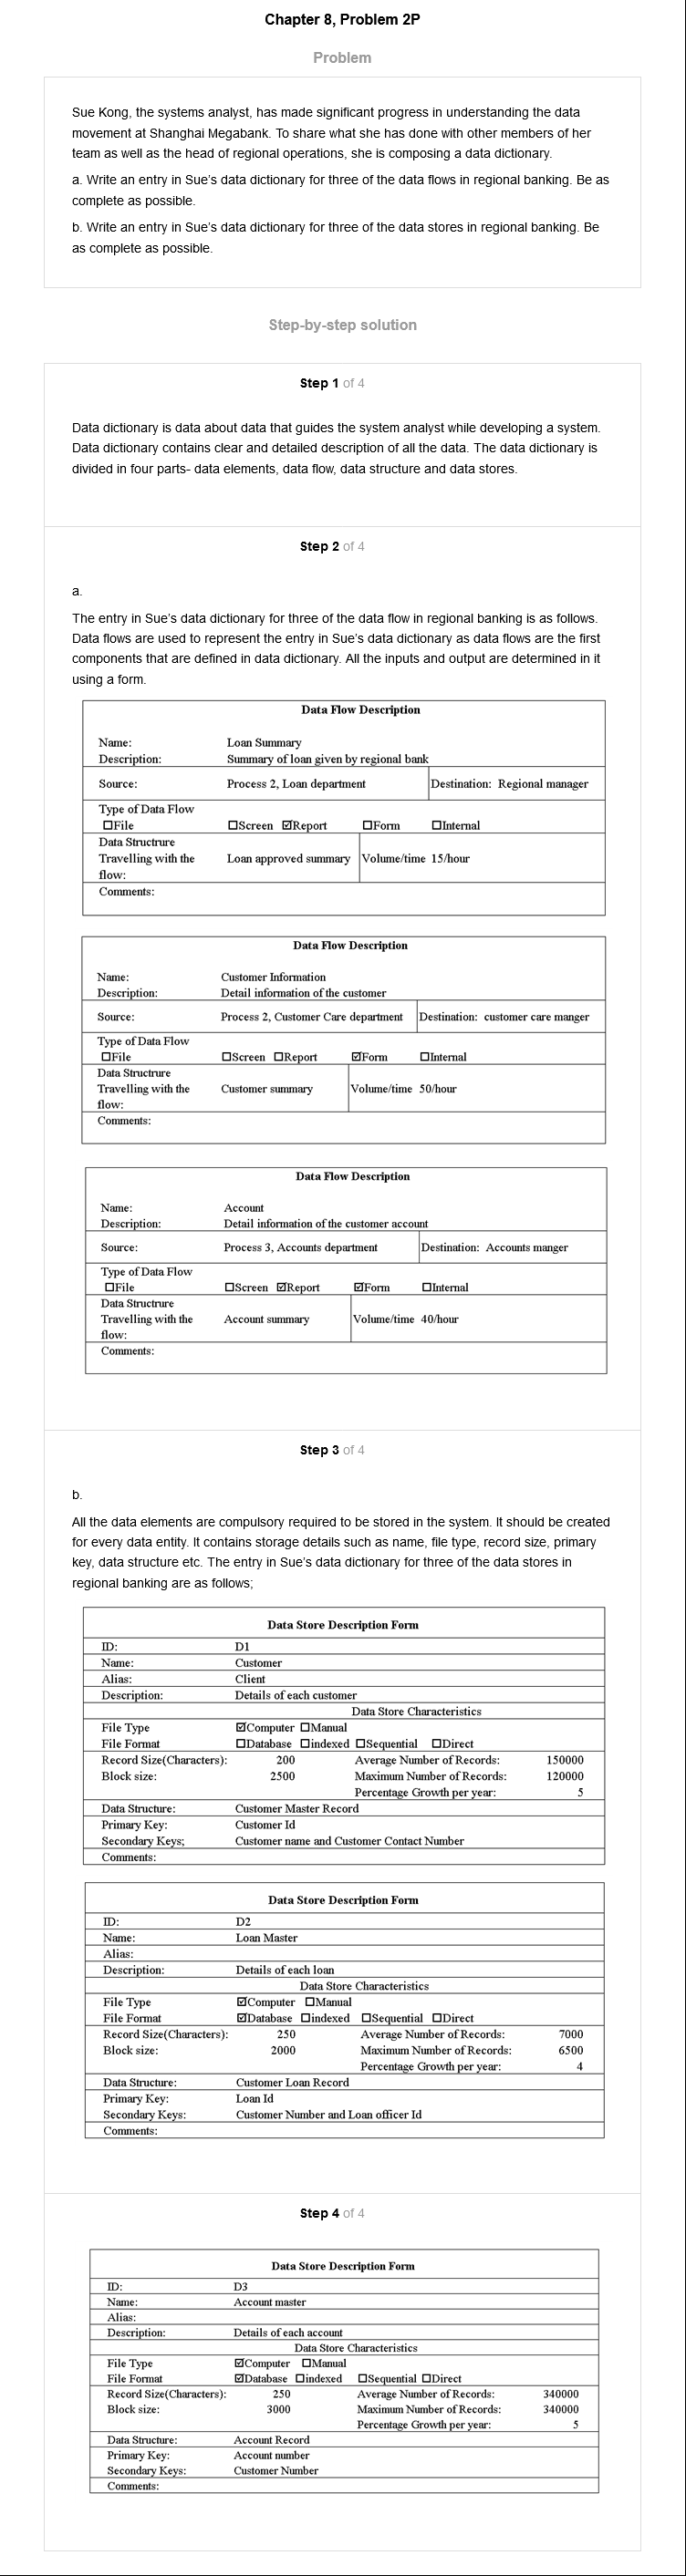 Chapter 8, Problem 2P
Problem
Sue Kong, the systems analyst, has made significant progress in understanding the data
movement at Shanghai Megabank. To share what she has done with other members of her
team as well as the head of regional operations, she is composing a data dictionary.
a. Write an entry in Sue's data dictionary for three of the data flows in regional banking. Be as
complete as possible.
b. Write an entry in Sue's data dictionary for three of the data stores in regional banking. Be
as complete as possible.
Step-by-step solution
Step 1 of 4
Data dictionary is data about data that guides the system analyst while developing a system.
Data dictionary contains clear and detailed description of all the data. The data dictionary is
divided in four parts- data elements, data flow, data structure and data stores.
Step 2 of 4
a.
The entry in Sue's data dictionary for three of the data flow in regional banking is as follows.
Data flows are used to represent the entry in Sue's data dictionary as data flows are the first
components that are defined in data dictionary. All the inputs and output are determined in it
using a form.
Data Flow Description
Name: Loan Summary
Description: Summary of loan given by regional bank
Source: Process 2, Loan department Destination: Regional manager
Type of Data Flow
☐File ☐Screen ☑Report ☐Form ☐Internal
Data Structrure
Travelling with the Loan approved summary Volume/time 15/hour
flow:
Comments:
Data Flow Description
Name: Customer Information
Description: Detail information of the customer
Source: Process 2, Customer Care department Destination: customer care manger
Type of Data Flow
☐File ☐Screen ☐Report ☑Form ☐Internal
Data Structrure
Travelling with the Customer summary Volume/time 50/hour
flow:
Comments:
Data Flow Description
Name: Account
Description: Detail information of the customer account
Source: Process 3, Accounts department Destination: Accounts manger
Type of Data Flow
☐File ☐Screen ☑Report ☑Form ☐Internal
Data Structrure
Travelling with the Account summary Volume/time 40/hour
flow:
Comments:
Step 3 of 4
b.
All the data elements are compulsory required to be stored in the system. It should be created
for every data entity. It contains storage details such as name, file type, record size, primary
key, data structure etc. The entry in Sue's data dictionary for three of the data stores in
regional banking are as follows;
Data Store Description Form
ID: D1
Name: Customer
Alias: Client
Description: Details of each customer
Data Store Characteristics
File Type ☑Computer ☐Manual
File Format ☐Database ☐indexed ☐Sequential ☐Direct
Record Size(Characters): 200 Average Number of Records: 150000
Block size: 2500 Maximum Number of Records: 120000
Percentage Growth per year: 5
Data Structure: Customer Master Record
Primary Key: Customer Id
Secondary Keys; Customer name and Customer Contact Number
Comments:
Data Store Description Form
ID: D2
Name: Loan Master
Alias:
Description: Details of each loan
Data Store Characteristics
File Type ☑Computer ☐Manual
File Format ☑Database ☐indexed ☐Sequential ☐Direct
Record Size(Characters): 250 Average Number of Records: 7000
Block size: 2000 Maximum Number of Records: 6500
Percentage Growth per year: 4
Data Structure: Customer Loan Record
Primary Key: Loan Id
Secondary Keys: Customer Number and Loan officer Id
Comments:
Step 4 of 4
Data Store Description Form
ID: D3
Name: Account master
Alias:
Description: Details of each account
Data Store Characteristics
File Type ☑Computer ☐Manual
File Format ☑Database ☐indexed ☐Sequential ☐Direct
Record Size(Characters): 250 Average Number of Records: 340000
Block size: 3000 Maximum Number of Records: 340000
Percentage Growth per year: 5
Data Structure: Account Record
Primary Key: Account number
Secondary Keys: Customer Number
Comments: